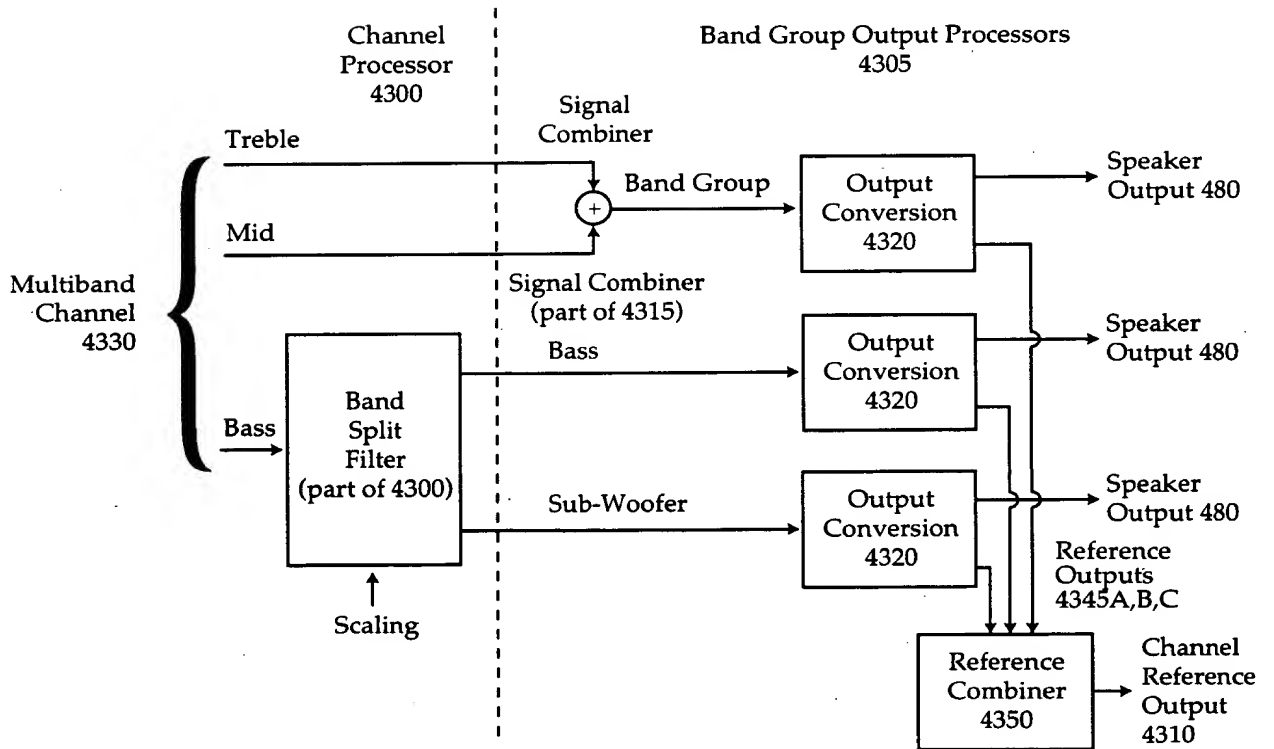 Channel
Processor
4300
Band Group Output Processors
4305
Signal
Combiner
Treble
Band Group
Output
Conversion
4320
Speaker
Output 480
+
Mid
Multiband
Channel
4330
Signal Combiner
(part of 4315)
Bass
Output
Conversion
4320
Speaker
Output 480
Bass
Band
Split
Filter
(part of 4300)
Sub-Woofer
Output
Conversion
4320
Speaker
Output 480
Scaling
Reference
Outputs
4345A,B,C
Reference
Combiner
4350
Channel
Reference
Output
4310